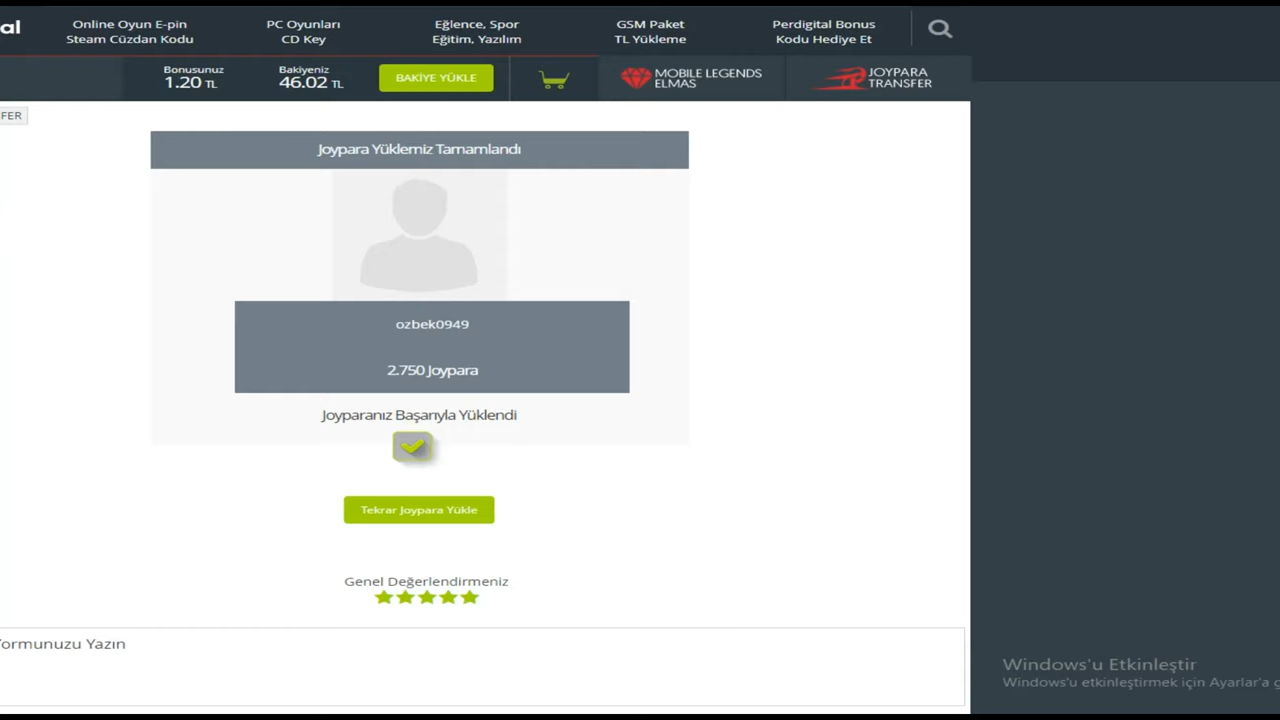 al
Online Oyun E-pin
Steam Cüzdan Kodu
PC Oyunları
CD Key
Eğlence, Spor
Eğitim, Yazılım
GSM Paket
TL Yükleme
Perdigital Bonus
Kodu Hediye Et
Bonusunuz
1.20 TL
Bakiyeniz
46.02 TL
BAKİYE YÜKLE
MOBILE LEGENDS
ELMAS
JOYPARA
TRANSFER
FER
Joypara Yüklemiz Tamamlandı
ozbek0949
2.750 Joypara
Joyparanız Başarıyla Yüklendi
Tekrar Joypara Yükle
Genel Değerlendirmeniz
Yormunuzu Yazın
Windows'u Etkinleştir
Windows'u etkinleştirmek için Ayarlar'a g